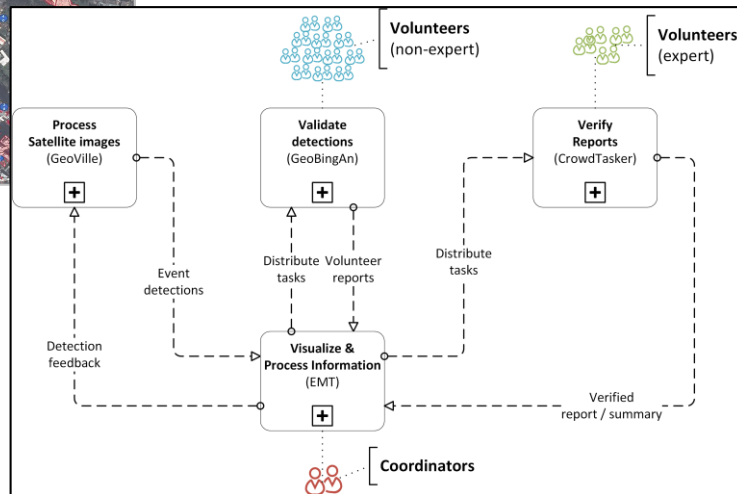 Volunteers
(non-expert)
Volunteers
(expert)
Process
Satellite images
(GeoVille)
Validate
detections
(GeoBingAn)
Verify
Reports
(CrowdTasker)
Event
detections
Distribute
tasks
Volunteer
reports
Distribute
tasks
Detection
feedback
Visualize &
Process Information
(EMT)
Verified
report / summary
Coordinators